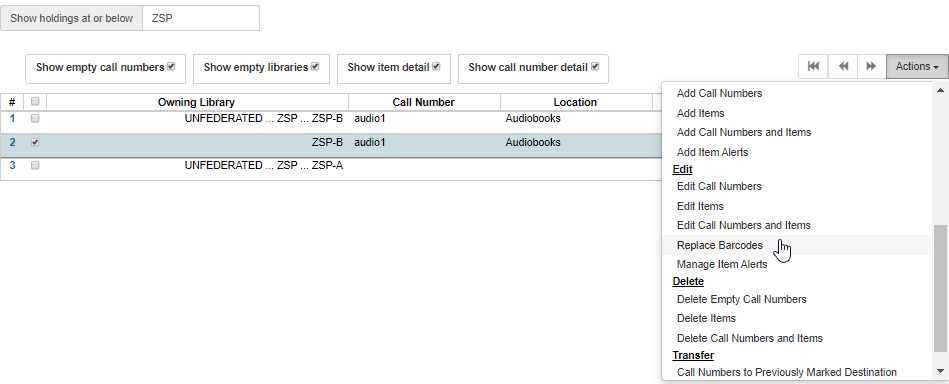 Show holdings at or below ZSP
Show empty call numbers Show empty libraries Show item detail Show call number detail Actions
# Owning Library Call Number Location
1 UNFEDERATED ... ZSP ... ZSP-B audio1 Audiobooks
2 ZSP-B audio1 Audiobooks
3 UNFEDERATED ... ZSP ... ZSP-A
Add Call Numbers
Add Items
Add Call Numbers and Items
Add Item Alerts
Edit
Edit Call Numbers
Edit Items
Edit Call Numbers and Items
Replace Barcodes
Manage Item Alerts
Delete
Delete Empty Call Numbers
Delete Items
Delete Call Numbers and Items
Transfer
Call Numbers to Previously Marked Destination